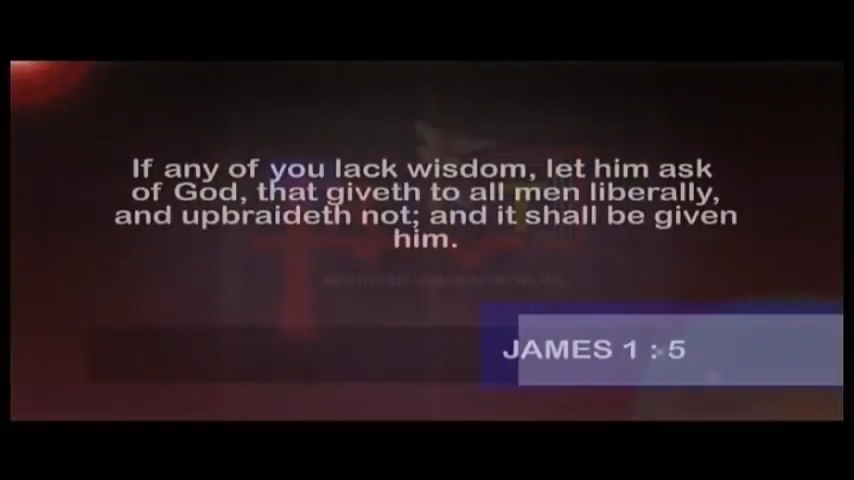 If any of you lack wisdom, let him ask
of God, that giveth to all men liberally,
and upbraideth not; and it shall be given
him.
JAMES 1 : 5